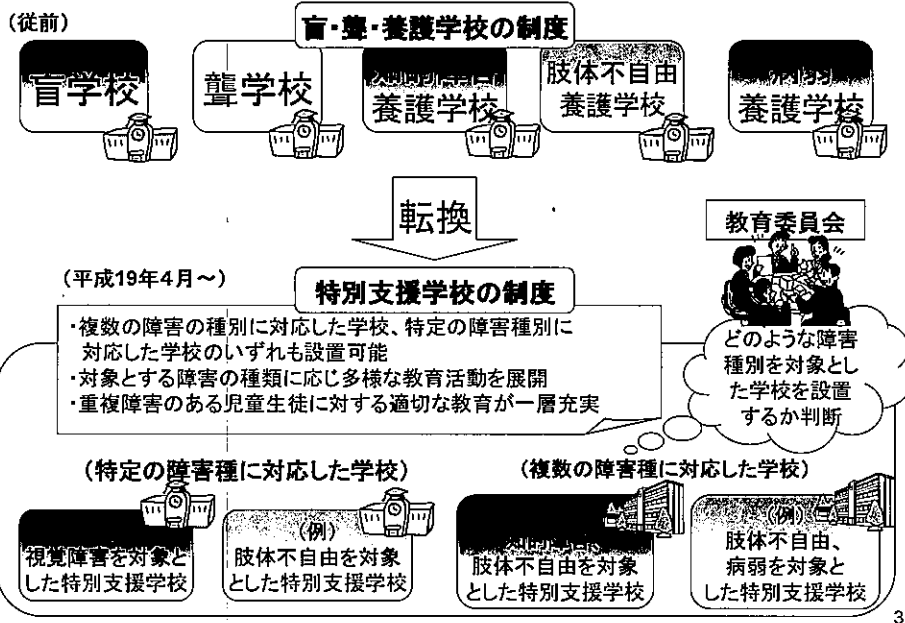 (従前)
盲・聾・養護学校の制度
盲学校
聾学校
知的障害
養護学校
肢体不自由
養護学校
病弱
養護学校
転換
教育委員会
(平成19年4月~)
特別支援学校の制度
・複数の障害の種別に対応した学校、特定の障害種別に
対応した学校のいずれも設置可能
・対象とする障害の種類に応じ多様な教育活動を展開
・重複障害のある児童生徒に対する適切な教育が一層充実
どのような障害
種別を対象とし
た学校を設置
するか判断
(特定の障害種に対応した学校)
(複数の障害種に対応した学校)
視覚障害を対象と
した特別支援学校
(例)
肢体不自由を対象
とした特別支援学校
肢体不自由を対象
とした特別支援学校
(例)
肢体不自由、
病弱を対象と
した特別支援学校
3